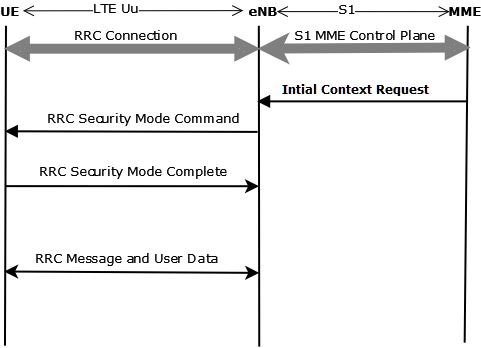 UE LTE Uu eNB S1 MME
RRC Connection S1 MME Control Plane
Intial Context Request
RRC Security Mode Command
RRC Security Mode Complete
RRC Message and User Data